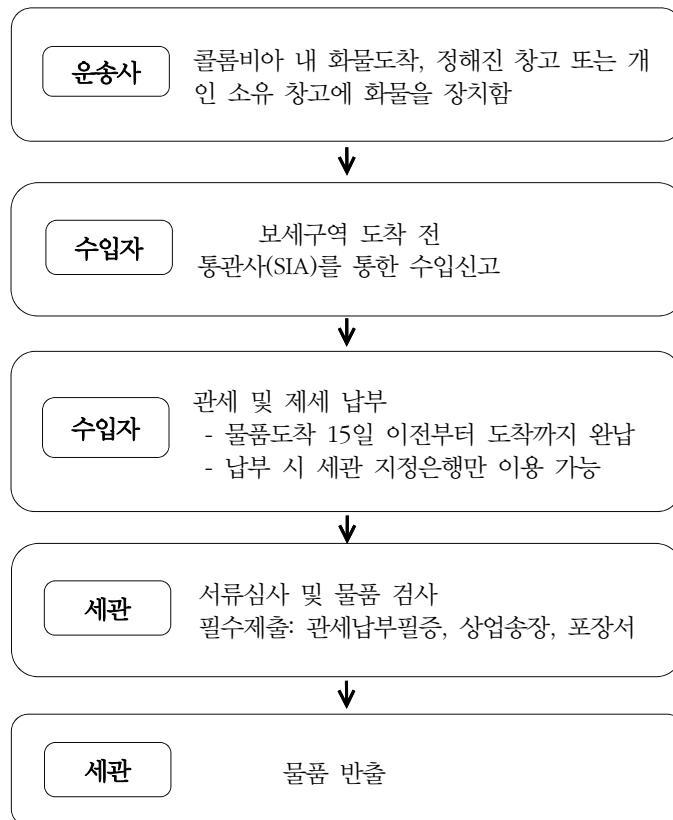 운송사
콜롬비아 내 화물도착, 정해진 창고 또는 개
인 소유 창고에 화물을 장치함
수입자
보세구역 도착 전
통관사(SIA)를 통한 수입신고
수입자
관세 및 제세 납부
- 물품도착 15일 이전부터 도착까지 완납
- 납부 시 세관 지정은행만 이용 가능
세관
서류심사 및 물품 검사
필수제출: 관세납부필증, 상업송장, 포장서
세관
물품 반출